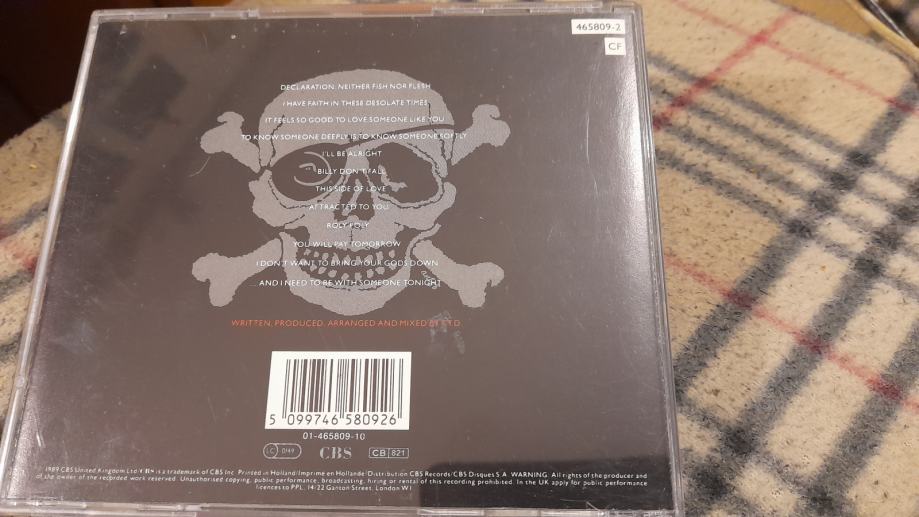 465809-2
CF
DECLARATION: NEITHER FISH NOR FLESH
I HAVE FAITH IN THESE DESOLATE TIMES
IT FEELS SO GOOD TO LOVE SOMEONE LIKE YOU
TO KNOW SOMEONE DEEPLY IS TO KNOW SOMEONE SOFTLY
I'LL BE ALRIGHT
BILLY DON'T FALL
THIS SIDE OF LOVE
ATTRACTED TO YOU
ROLY POLY
YOU WILL PAY TOMORROW
I DON'T WANT TO BRING YOUR GODS DOWN
...AND I NEED TO BE WITH SOMEONE TONIGHT
WRITTEN, PRODUCED, ARRANGED AND MIXED BY T.T.D.
5 099746 580926
01-465809-10
LC 0149 CBS CB 821
1989 CBS United Kingdom Ltd/CBS is a trademark of CBS Inc. Printed in Holland/Imprime en Hollande/Distribution CBS Records/CBS Disques S.A. WARNING. All rights of the producer and
of the owner of the recorded work reserved. Unauthorised copying, public performance, broadcasting, hiring or rental of this recording prohibited. In the UK apply for public performance
licences to PPL, 14-22 Ganton Street, London W1